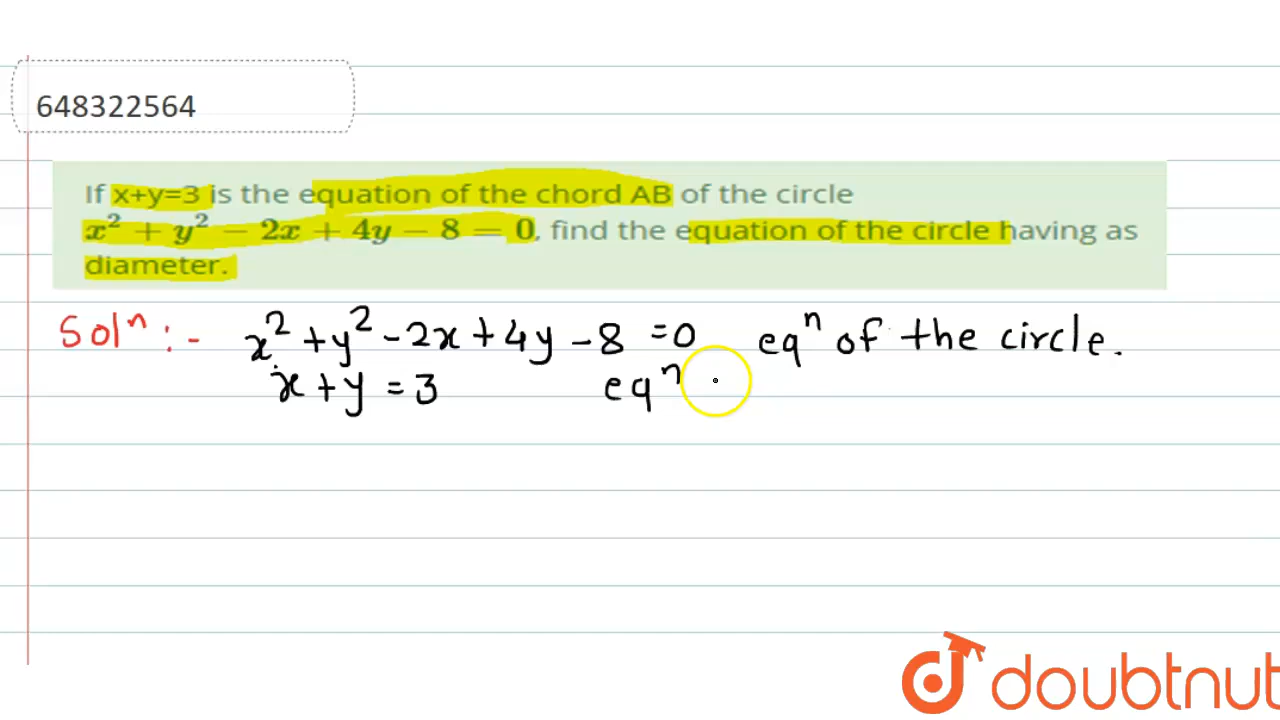 648322564
If x+y=3 is the equation of the chord AB of the circle
x² + y² − 2x + 4y − 8 = 0, find the equation of the circle having as
diameter.
Solⁿ :- x² + y² - 2x + 4y - 8 = 0 eqⁿ of the circle.
x + y = 3 eqⁿ
doubtnut